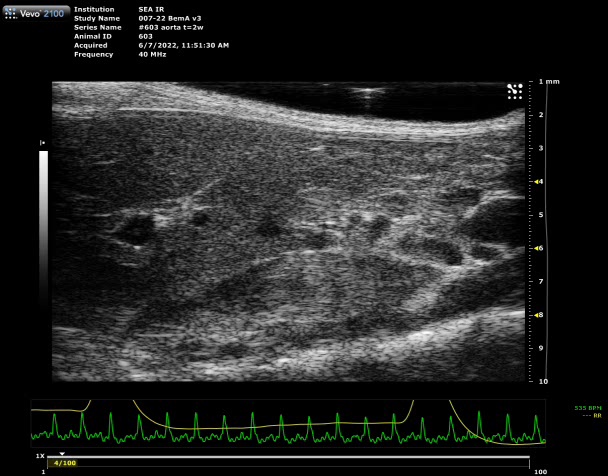 Vevo 2100
Institution SEA IR
Study Name 007-22 BemA v3
Series Name #603 aorta t=2w
Animal ID 603
Acquired 6/7/2022, 11:51:30 AM
Frequency 40 MHz
1 mm
2
3
4
5
6
7
8
9
10
535 BPM
--- RR
1X
4/100
1 100